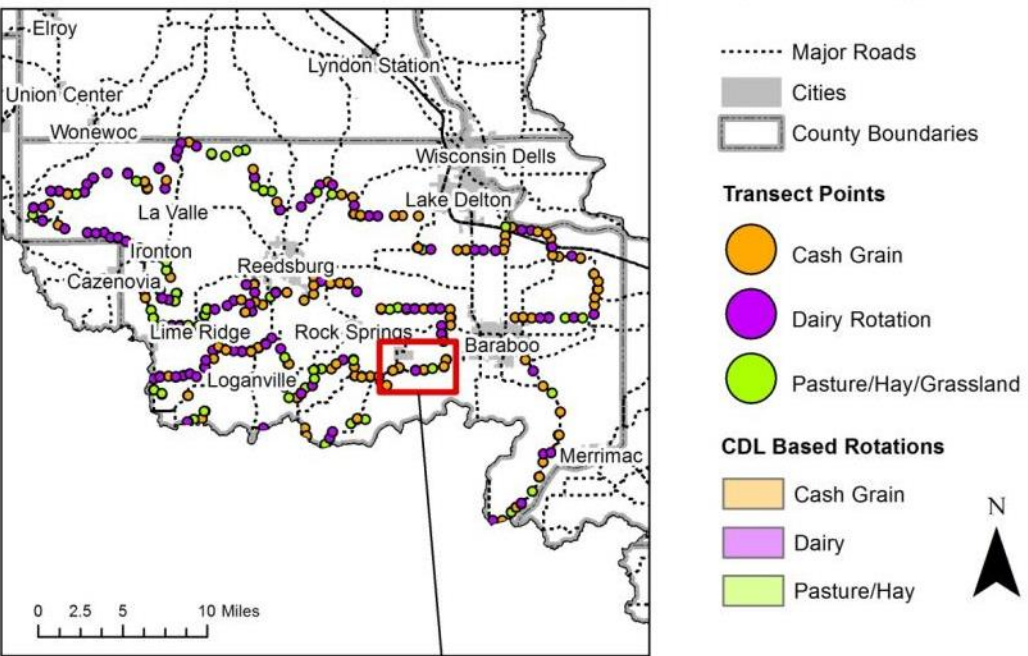 Elroy
Lyndon Station
Union Center
Wonewoc
Wisconsin Dells
Lake Delton
La Valle
Ironton
Reedsburg
Cazenovia
Lime Ridge
Rock Springs
Baraboo
Loganville
Merrimac
0 2.5 5 10 Miles
Major Roads
Cities
County Boundaries
Transect Points
Cash Grain
Dairy Rotation
Pasture/Hay/Grassland
CDL Based Rotations
Cash Grain
Dairy
Pasture/Hay
N